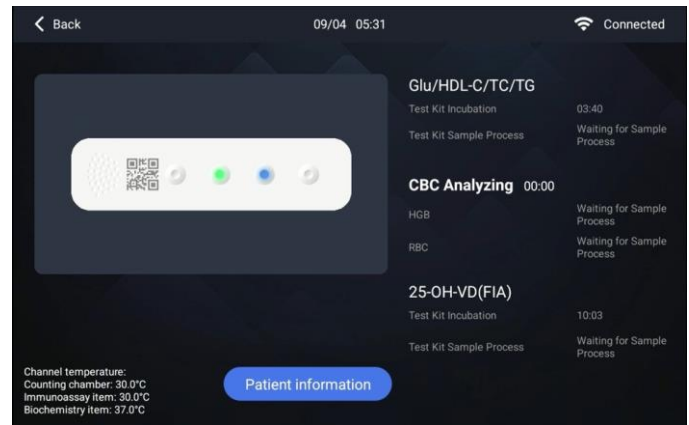 Back
09/04 05:31
Connected
Glu/HDL-C/TC/TG
Test Kit Incubation 03:40
Test Kit Sample Process Waiting for Sample
Process
CBC Analyzing 00:00
HGB Waiting for Sample
Process
RBC Waiting for Sample
Process
25-OH-VD(FIA)
Test Kit Incubation 10:03
Test Kit Sample Process Waiting for Sample
Process
Channel temperature:
Counting chamber: 30.0°C
Immunoassay item: 30.0°C
Biochemistry item: 37.0°C
Patient information